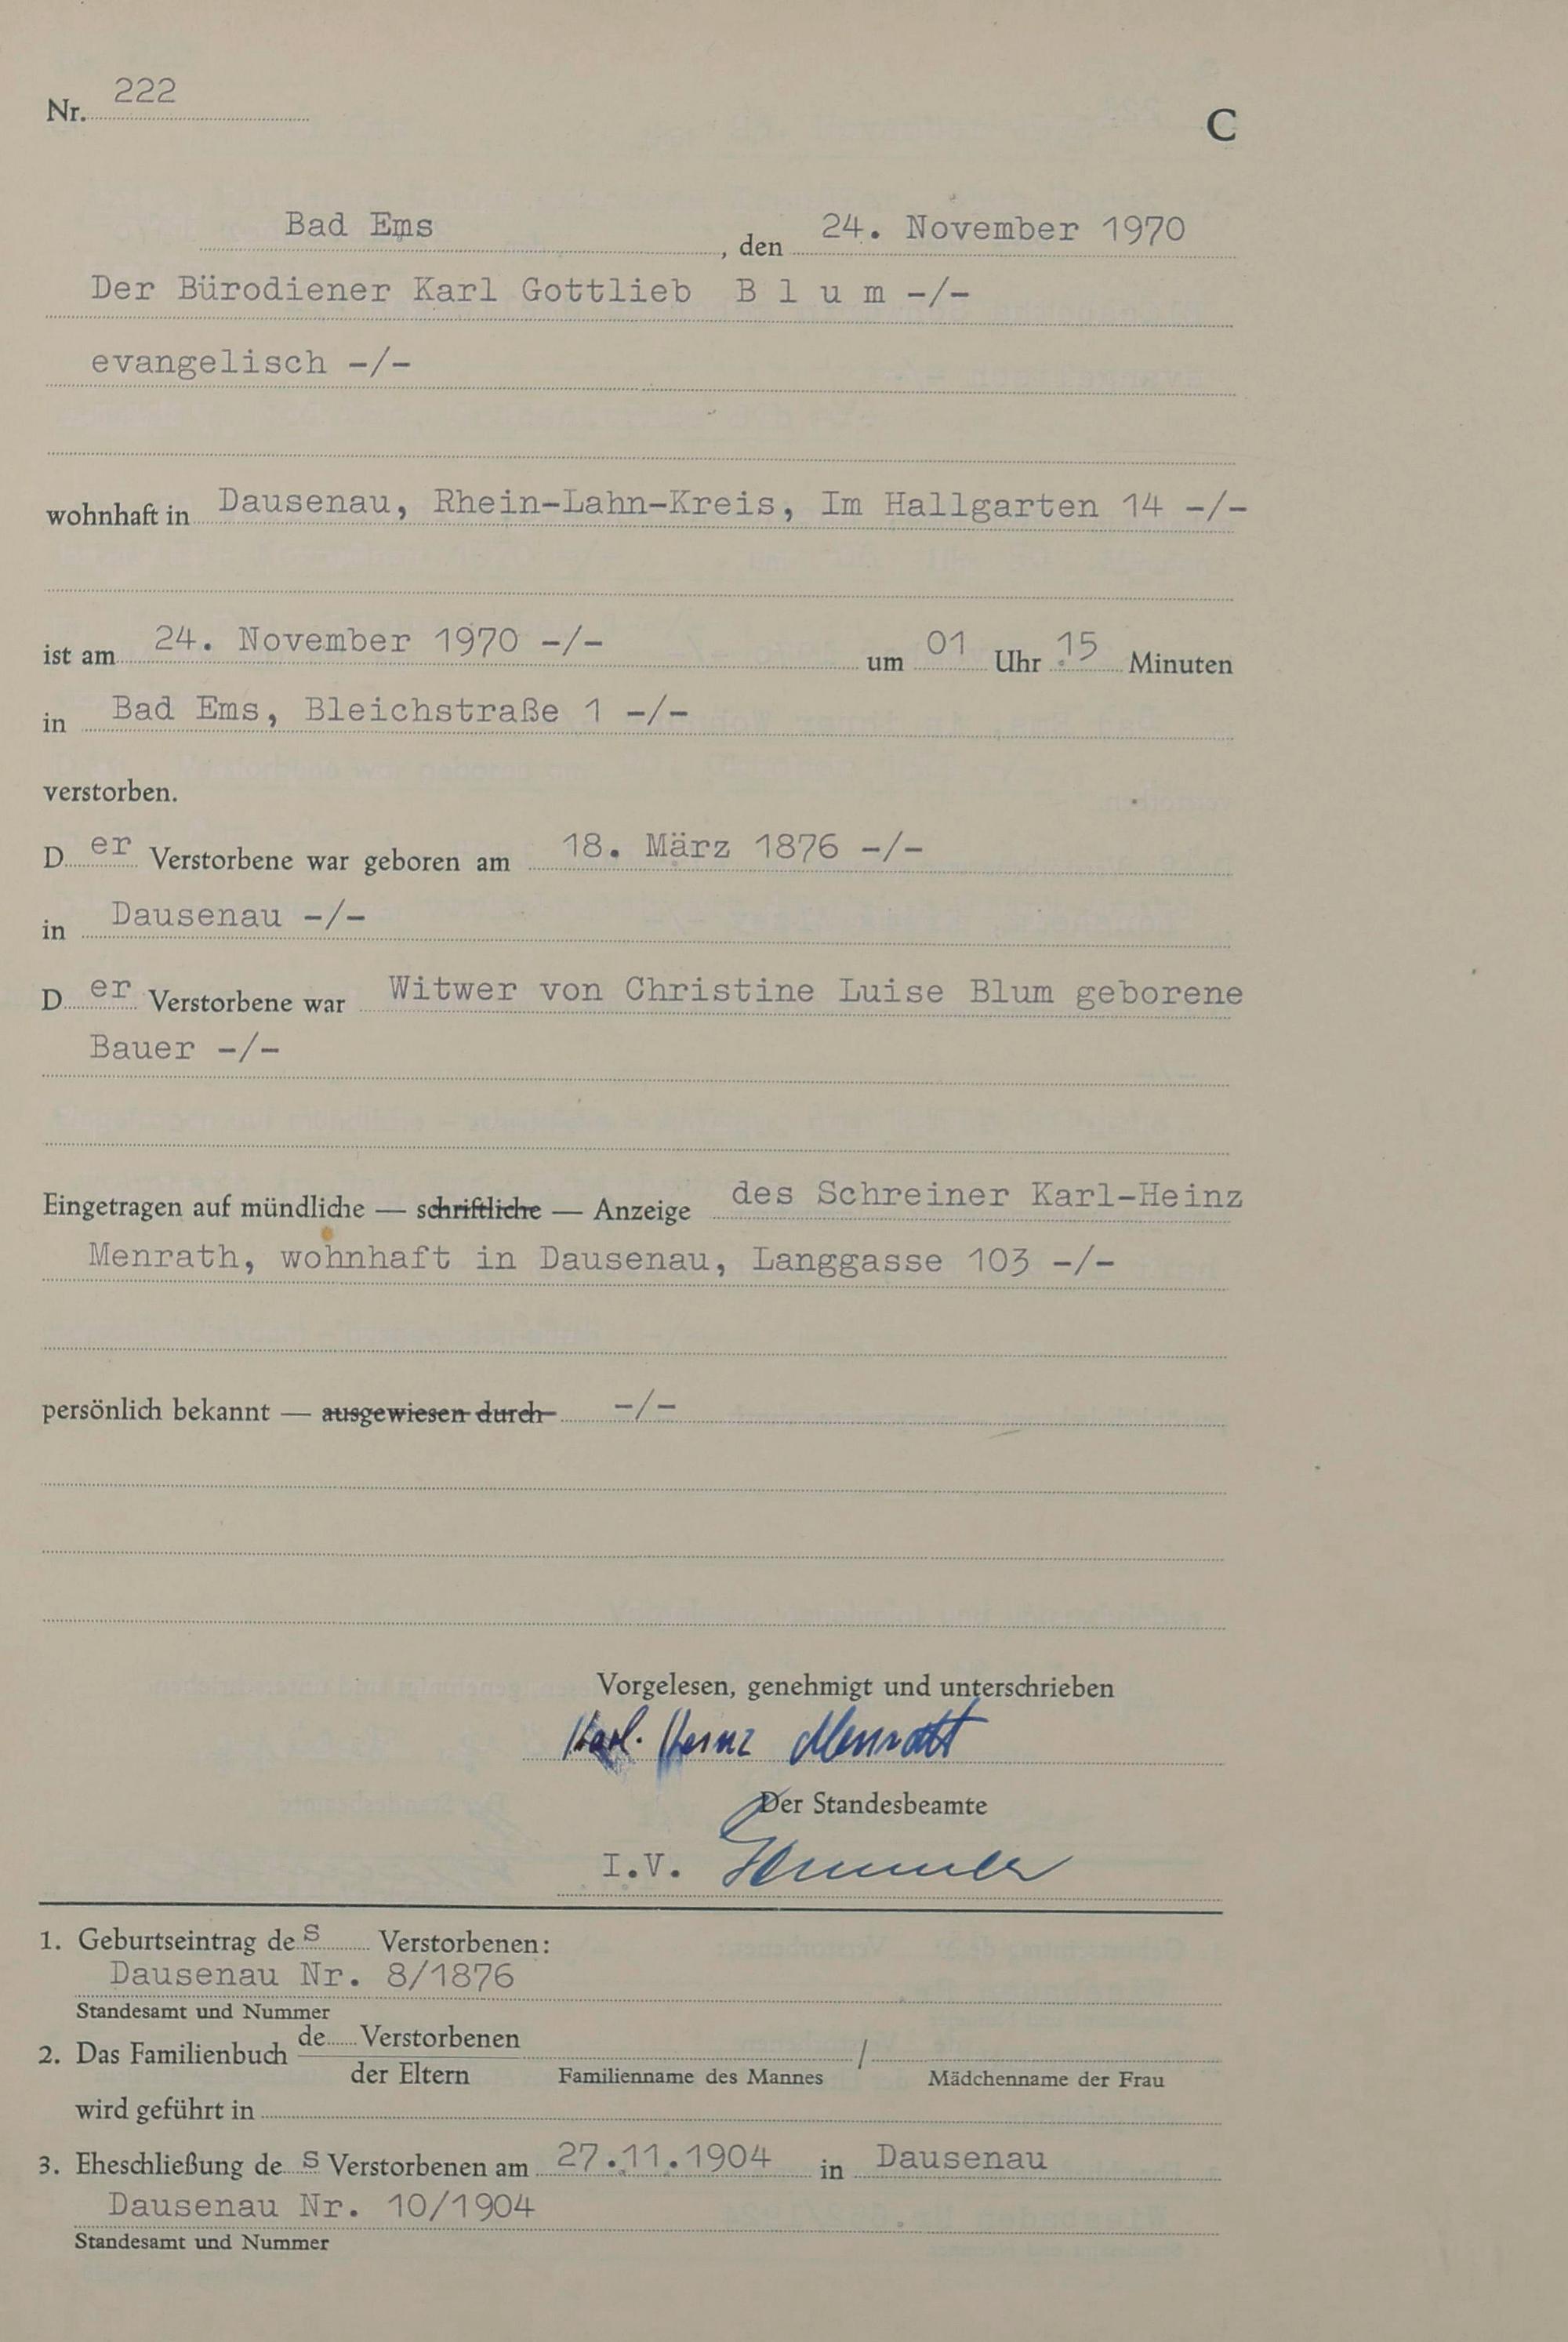 Nr. 222
C
Bad Ems, den 24. November 1970
Der Bürodiener Karl Gottlieb B l u m -/-
evangelisch -/-
wohnhaft in Dausenau, Rhein-Lahn-Kreis, Im Hallgarten 14 -/-
ist am 24. November 1970 -/- um 01 Uhr 15 Minuten
in Bad Ems, Bleichstraße 1 -/-
verstorben.
D er Verstorbene war geboren am 18. März 1876 -/-
in Dausenau -/-
D er Verstorbene war Witwer von Christine Luise Blum geborene
Bauer -/-
Eingetragen auf mündliche — schriftliche — Anzeige des Schreiner Karl-Heinz
Menrath, wohnhaft in Dausenau, Langgasse 103 -/-
persönlich bekannt — ausgewiesen durch -/-
Vorgelesen, genehmigt und unterschrieben
Karl-Heinz Menrath
Der Standesbeamte
I.V.
1. Geburtseintrag de s Verstorbenen:
Dausenau Nr. 8/1876
Standesamt und Nummer
de Verstorbenen
2. Das Familienbuch /
der Eltern Familienname des Mannes Mädchenname der Frau
wird geführt in
3. Eheschließung de s Verstorbenen am 27.11.1904 in Dausenau
Dausenau Nr. 10/1904
Standesamt und Nummer